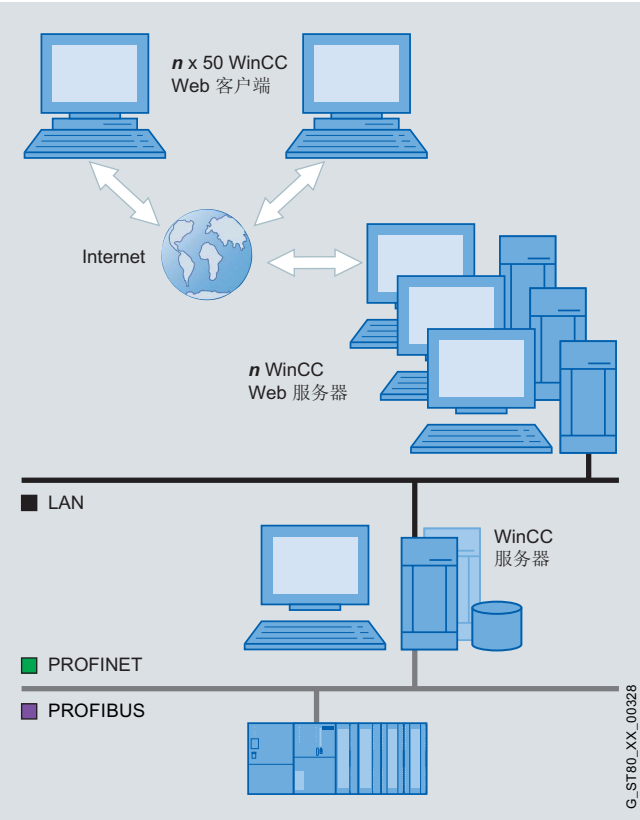 n x 50 WinCC
Web 客户端
Internet
n WinCC
Web 服务器
LAN
WinCC
服务器
PROFINET
PROFIBUS
G_ST80_XX_00328